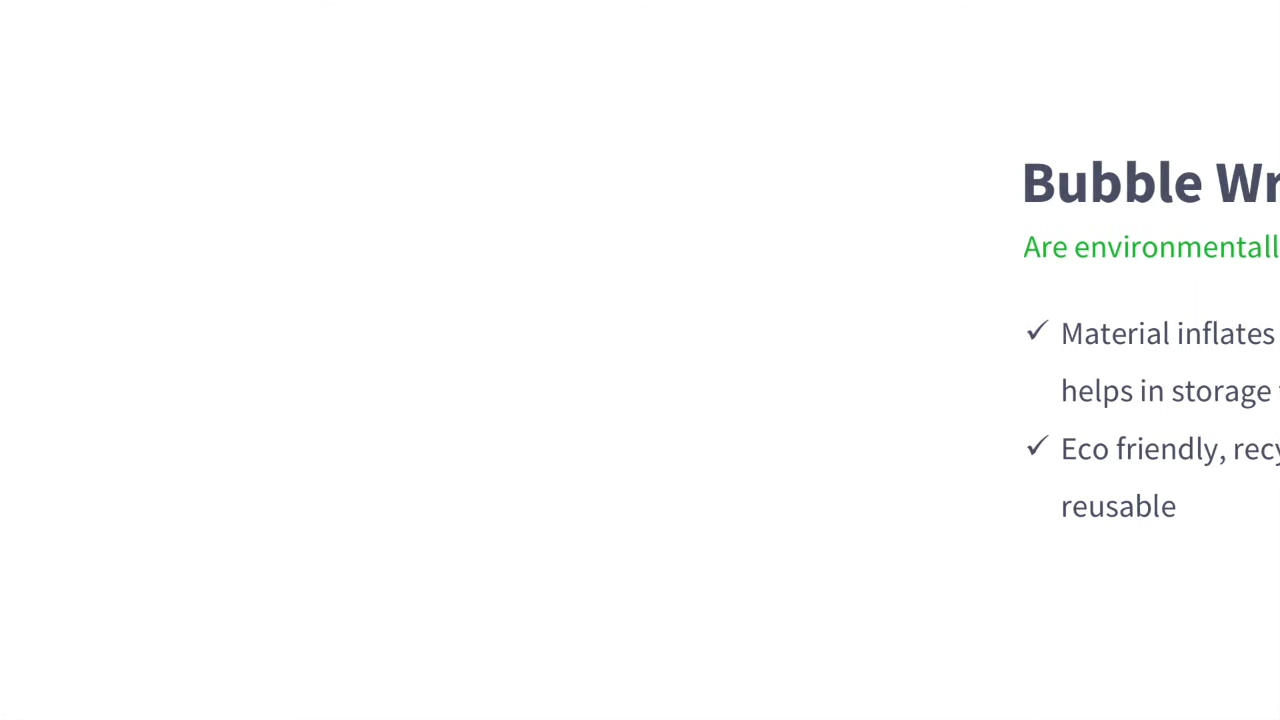 Bubble Wr
Are environmentall
✓ Material inflates
helps in storage
✓ Eco friendly, recy
reusable